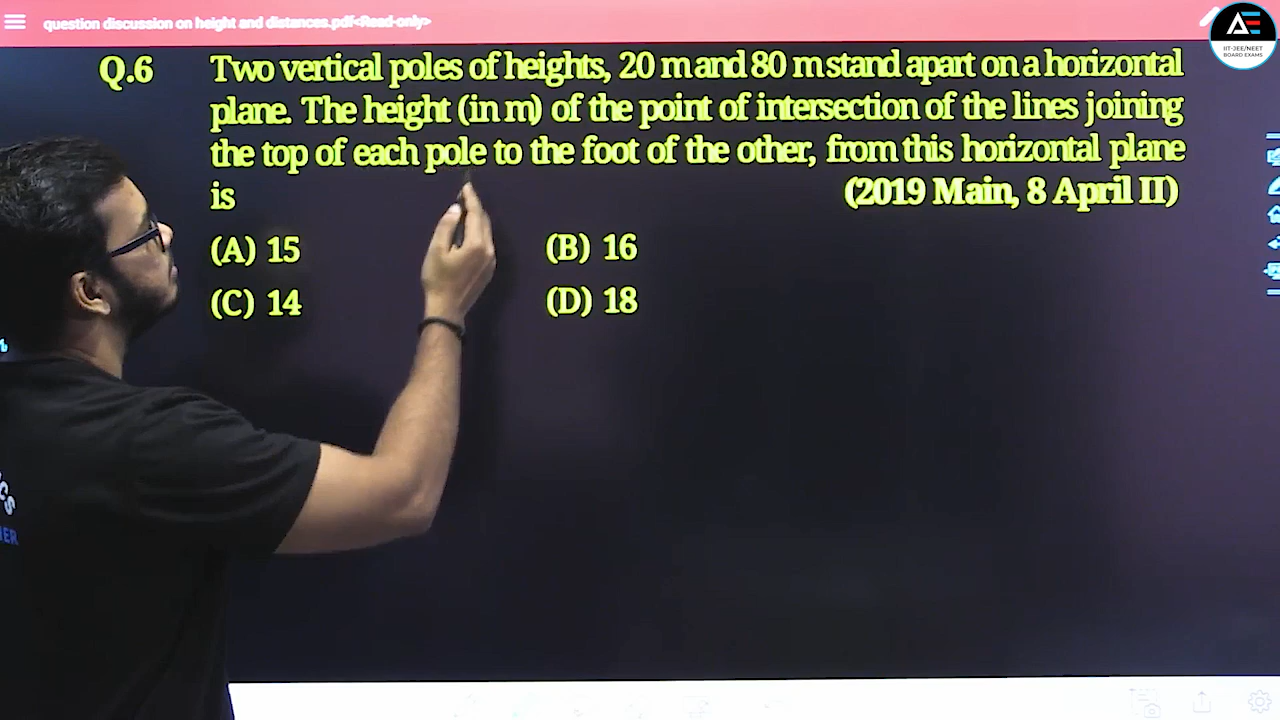 question discussion on height and distances.pdf<Read-only>
IIT-JEE/NEET
BOARD EXAMS
Q.6 Two vertical poles of heights, 20 m and 80 m stand apart on a horizontal
plane. The height (in m) of the point of intersection of the lines joining
the top of each pole to the foot of the other, from this horizontal plane
is (2019 Main, 8 April II)
(A) 15 (B) 16
(C) 14 (D) 18